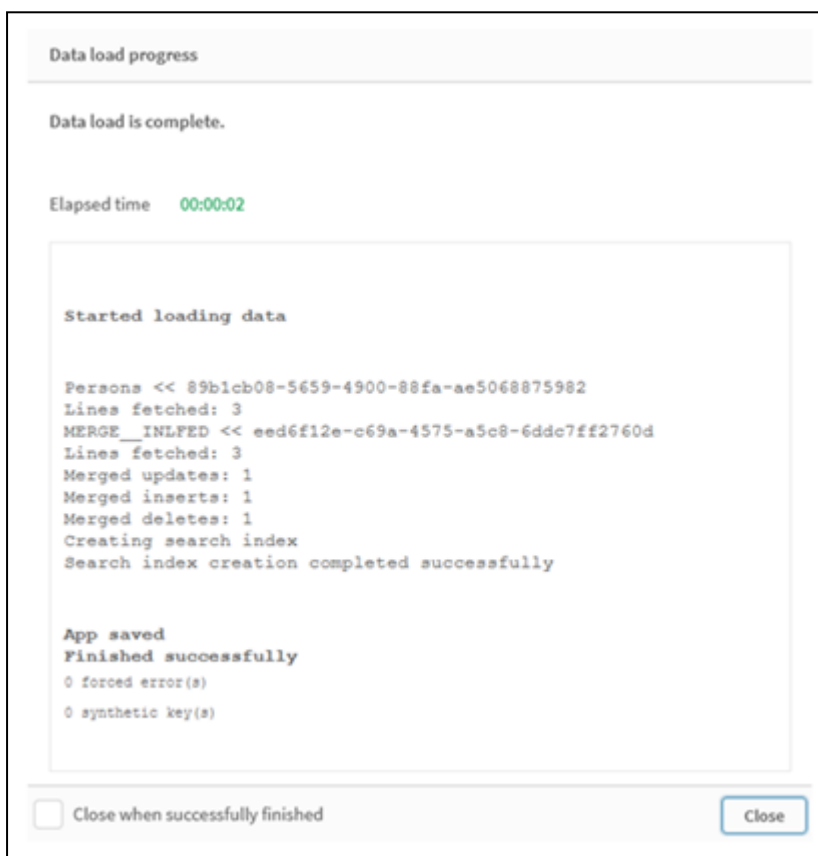 Data load progress
Data load is complete.
Elapsed time 00:00:02
Started loading data
Persons << 89b1cb08-5659-4900-88fa-ae5068875982
Lines fetched: 3
MERGE__INLFED << eed6f12e-c69a-4575-a5c8-6ddc7ff2760d
Lines fetched: 3
Merged updates: 1
Merged inserts: 1
Merged deletes: 1
Creating search index
Search index creation completed successfully
App saved
Finished successfully
0 forced error(s)
0 synthetic key(s)
Close when successfully finished
Close